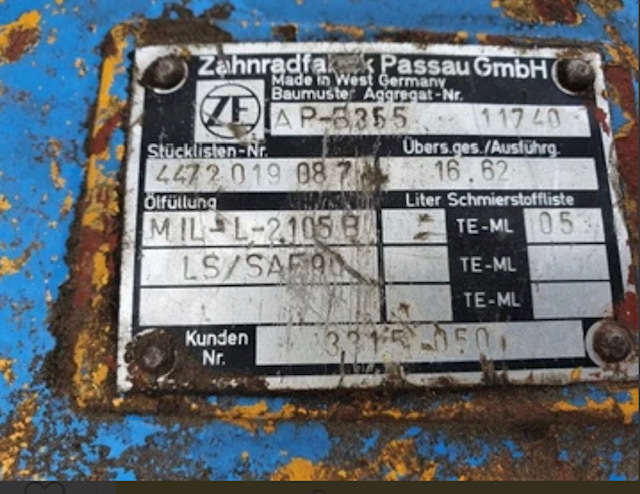 Zahnradfabrik Passau GmbH
Made in West Germany
Baumuster Aggregat-Nr.
ZF
AP-B355 11740
Stücklisten-Nr. Übers.ges./Ausführg.
4472 019 087 16.62
Ölfüllung Liter Schmierstoffliste
MIL-L-2105B - TE-ML 05
LS/SAE90 TE-ML
TE-ML
Kunden Nr. 3315-050